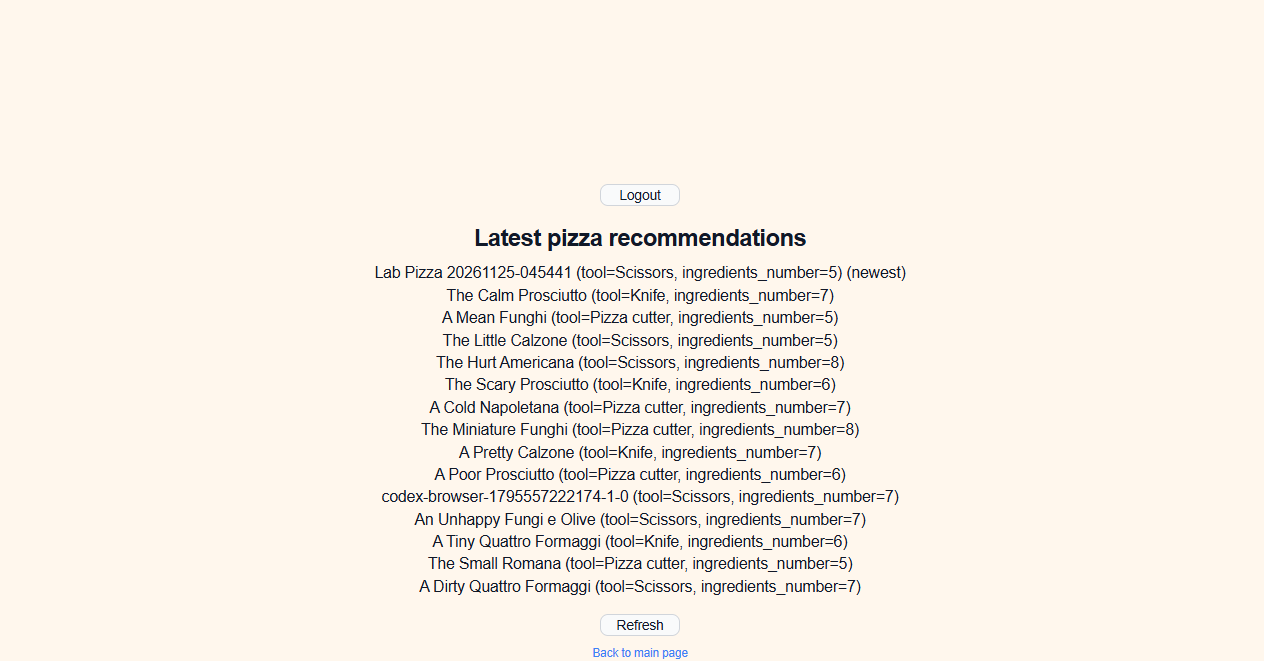 Logout
Latest pizza recommendations
Lab Pizza 20261125-045441 (tool=Scissors, ingredients_number=5) (newest)
The Calm Prosciutto (tool=Knife, ingredients_number=7)
A Mean Funghi (tool=Pizza cutter, ingredients_number=5)
The Little Calzone (tool=Scissors, ingredients_number=5)
The Hurt Americana (tool=Scissors, ingredients_number=8)
The Scary Prosciutto (tool=Knife, ingredients_number=6)
A Cold Napoletana (tool=Pizza cutter, ingredients_number=7)
The Miniature Funghi (tool=Pizza cutter, ingredients_number=8)
A Pretty Calzone (tool=Knife, ingredients_number=7)
A Poor Prosciutto (tool=Pizza cutter, ingredients_number=6)
codex-browser-1795557222174-1-0 (tool=Scissors, ingredients_number=7)
An Unhappy Fungi e Olive (tool=Scissors, ingredients_number=7)
A Tiny Quattro Formaggi (tool=Knife, ingredients_number=6)
The Small Romana (tool=Pizza cutter, ingredients_number=5)
A Dirty Quattro Formaggi (tool=Scissors, ingredients_number=7)
Refresh
Back to main page